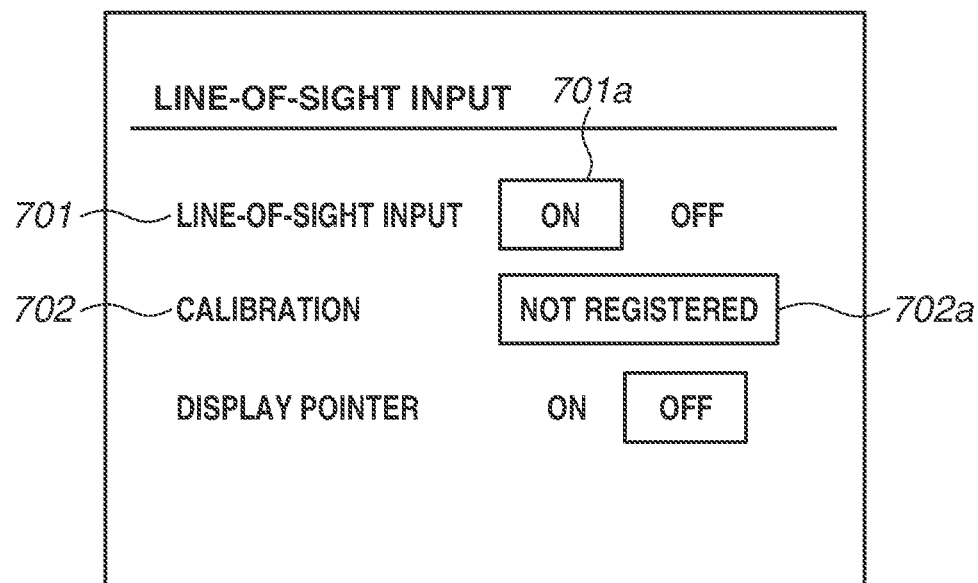 LINE-OF-SIGHT INPUT 701a
701 LINE-OF-SIGHT INPUT ON OFF
702 CALIBRATION NOT REGISTERED 702a
DISPLAY POINTER ON OFF